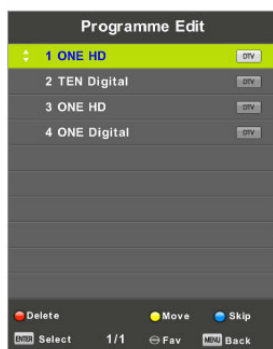 Programme Edit
1 ONE HD DTV
2 TEN Digital DTV
3 ONE HD DTV
4 ONE Digital DTV
Delete Move Skip
ENTER Select 1/1 Fav MENU Back